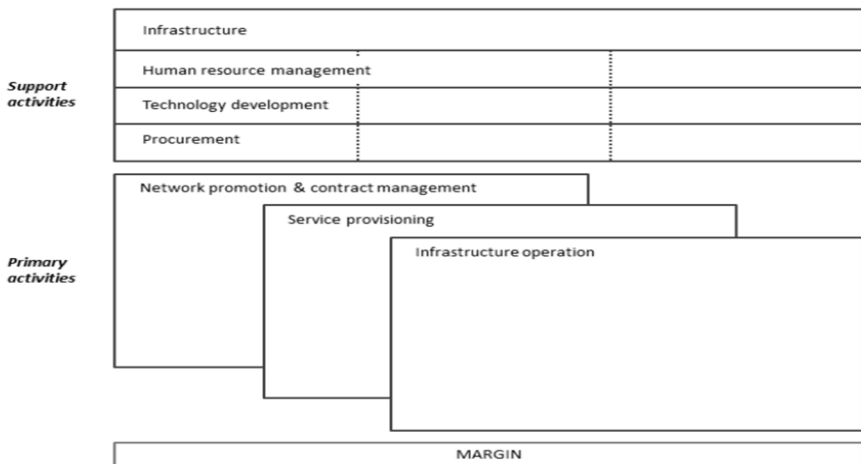 Infrastructure
Human resource management
Support
activities
Technology development
Procurement
Network promotion & contract management
Service provisioning
Infrastructure operation
Primary
activities
MARGIN